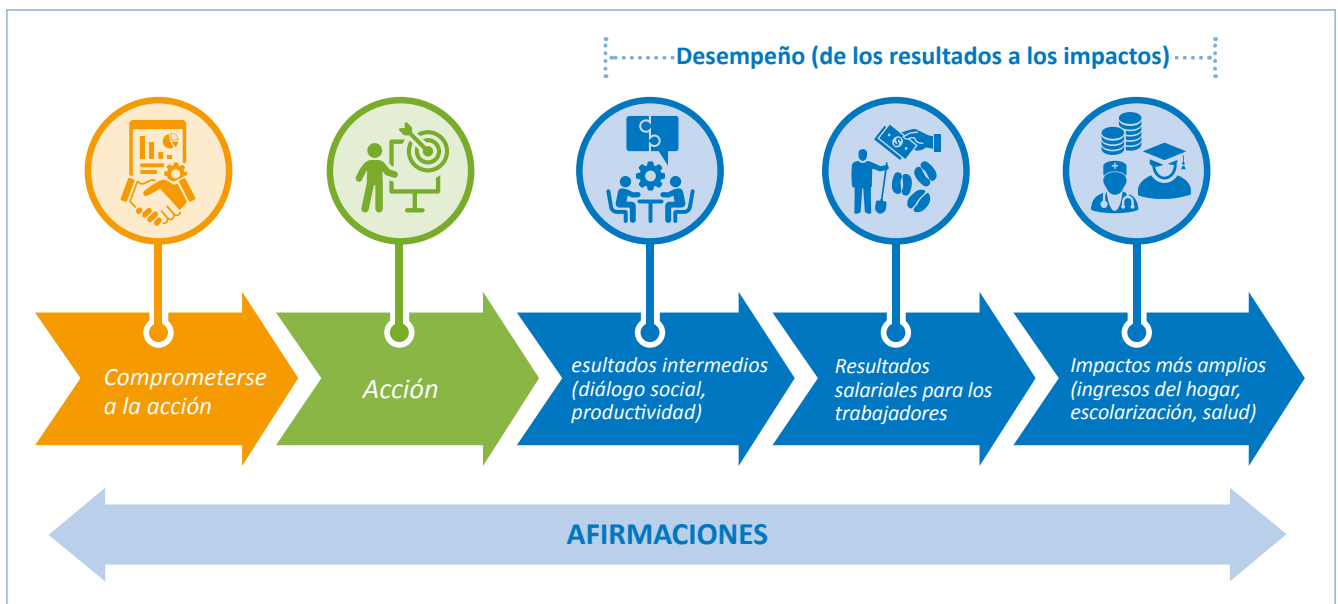 Desempeño (de los resultados a los impactos)
Comprometerse
a la acción
Acción
esultados intermedios
(diálogo social,
productividad)
Resultados
salariales para los
trabajadores
Impactos más amplios
(ingresos del hogar,
escolarización, salud)
AFIRMACIONES